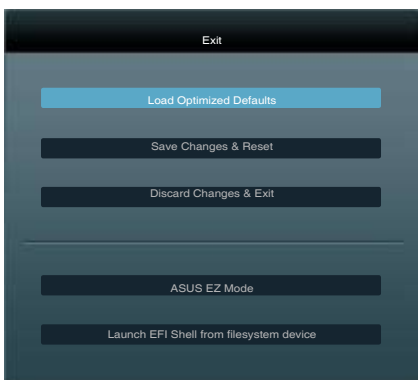 Exit
Load Optimized Defaults
Save Changes & Reset
Discard Changes & Exit
ASUS EZ Mode
Launch EFI Shell from filesystem device